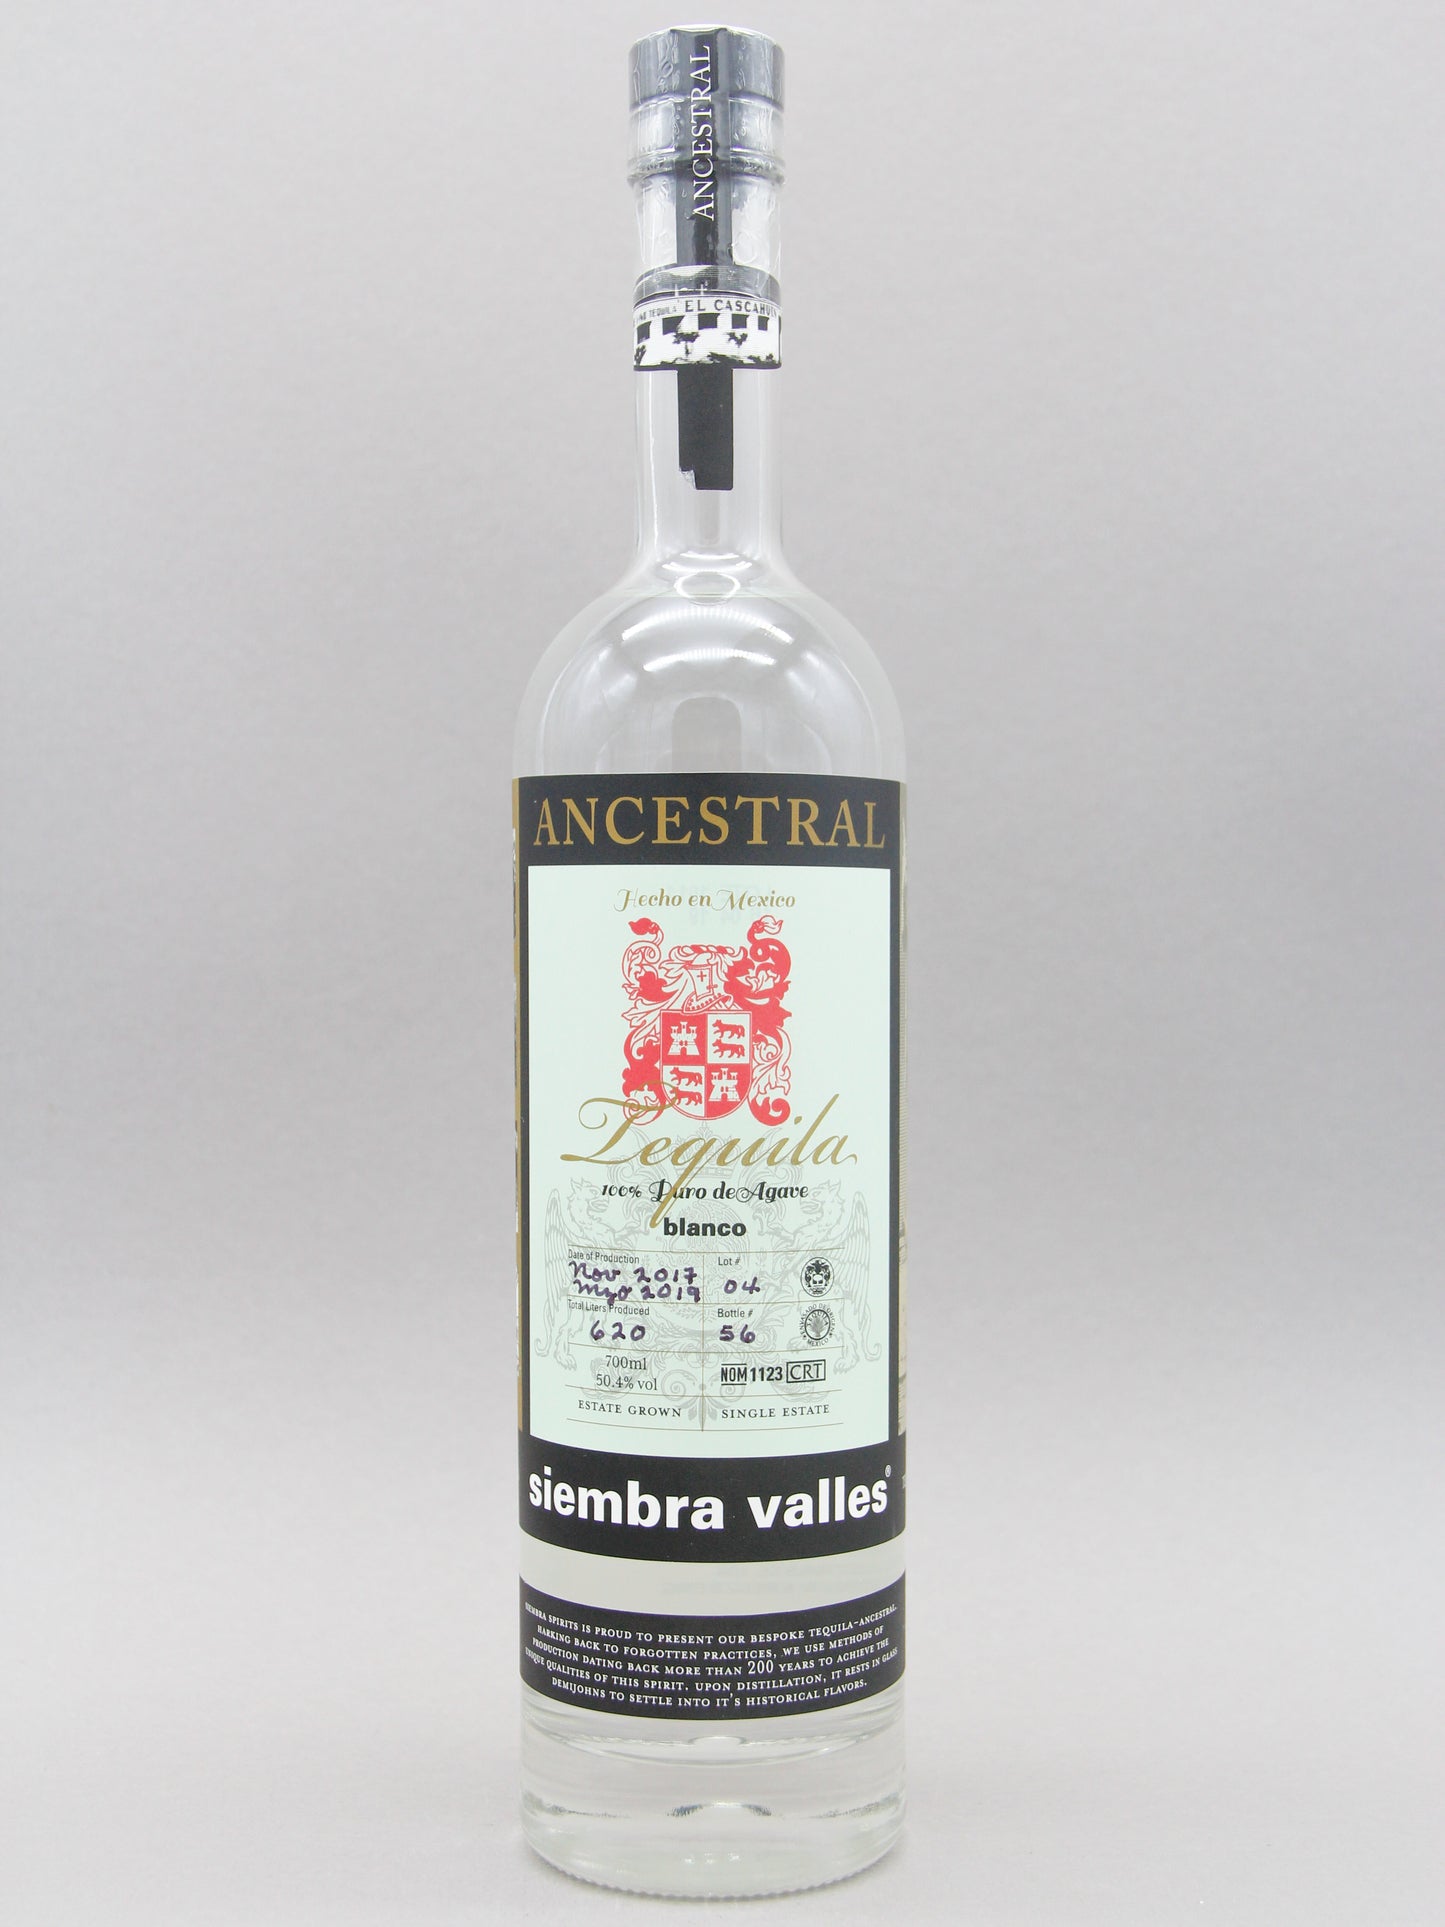 ANCESTRAL
TEQUILA EL CASCAHUIN
ANCESTRAL
Hecho en Mexico
Tequila
100% Puro de Agave
blanco
Date of Production
Nov 2017
Myo 2019
Lot #
04
Total Liters Produced
620
Bottle #
56
700ml
50.4% vol
NOM 1123 CRT
ESTATE GROWN
SINGLE ESTATE
siembra valles®
SIEMBRA SPIRITS IS PROUD TO PRESENT OUR BESPOKE TEQUILA-ANCESTRAL.
HARKING BACK TO FORGOTTEN PRACTICES, WE USE METHODS OF
PRODUCTION DATING BACK MORE THAN 200 YEARS TO ACHIEVE THE
UNIQUE QUALITIES OF THIS SPIRIT. UPON DISTILLATION, IT RESTS IN GLASS
DEMIJOHNS TO SETTLE INTO IT'S HISTORICAL FLAVORS.